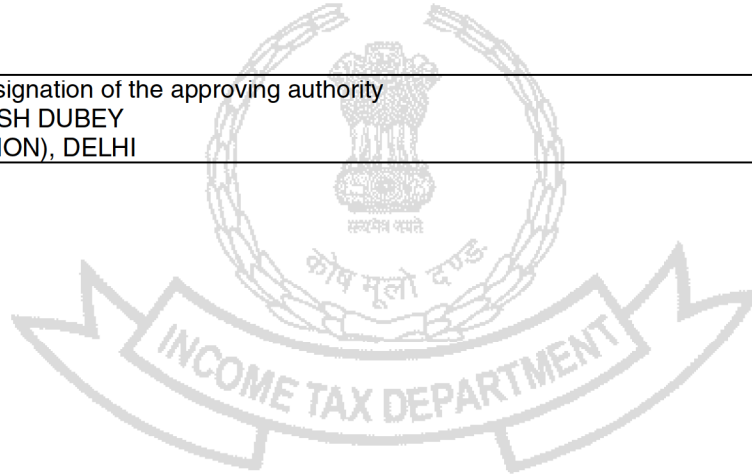 signation of the approving authority
SH DUBEY
ION), DELHI
सत्यमेव जयते
कोष मूलो दण्डः
INCOME TAX DEPARTMENT